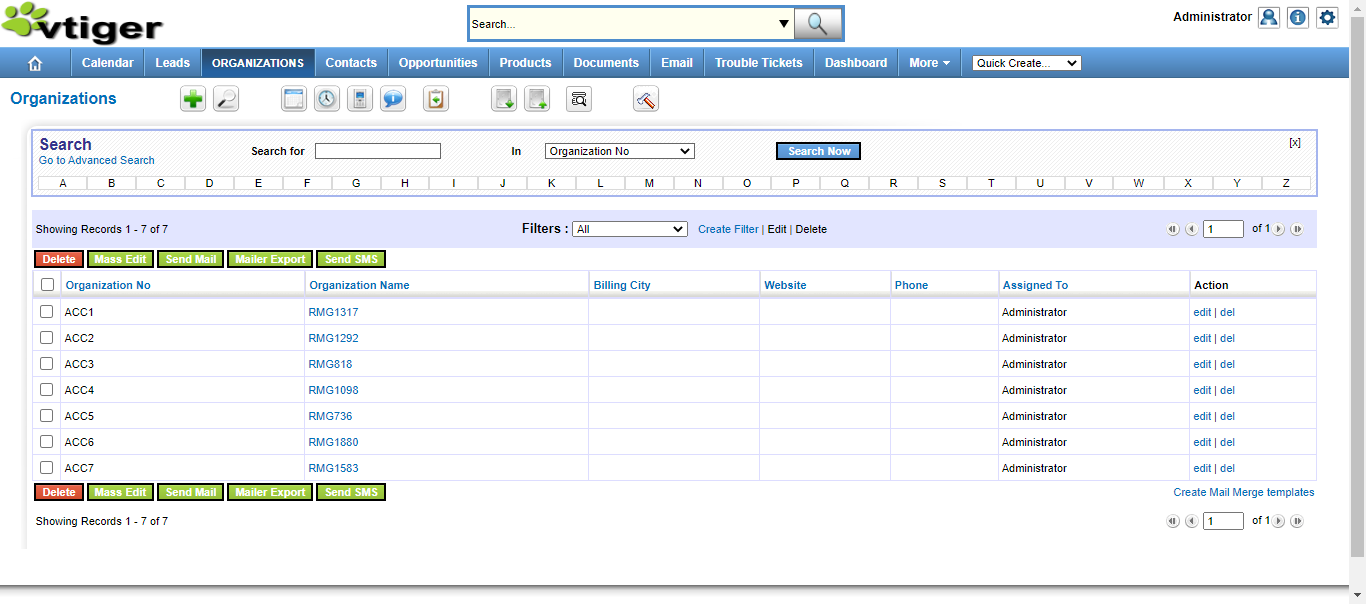 vtiger
Search...
Administrator
Calendar Leads ORGANIZATIONS Contacts Opportunities Products Documents Email Trouble Tickets Dashboard More Quick Create...
Organizations
Search
Go to Advanced Search
Search for In Organization No Search Now [x]
A B C D E F G H I J K L M N O P Q R S T U V W X Y Z
Showing Records 1 - 7 of 7 Filters : All Create Filter | Edit | Delete 1 of 1
Delete Mass Edit Send Mail Mailer Export Send SMS
Organization No Organization Name Billing City Website Phone Assigned To Action
ACC1 RMG1317 Administrator edit | del
ACC2 RMG1292 Administrator edit | del
ACC3 RMG818 Administrator edit | del
ACC4 RMG1098 Administrator edit | del
ACC5 RMG736 Administrator edit | del
ACC6 RMG1880 Administrator edit | del
ACC7 RMG1583 Administrator edit | del
Delete Mass Edit Send Mail Mailer Export Send SMS Create Mail Merge templates
Showing Records 1 - 7 of 7 1 of 1